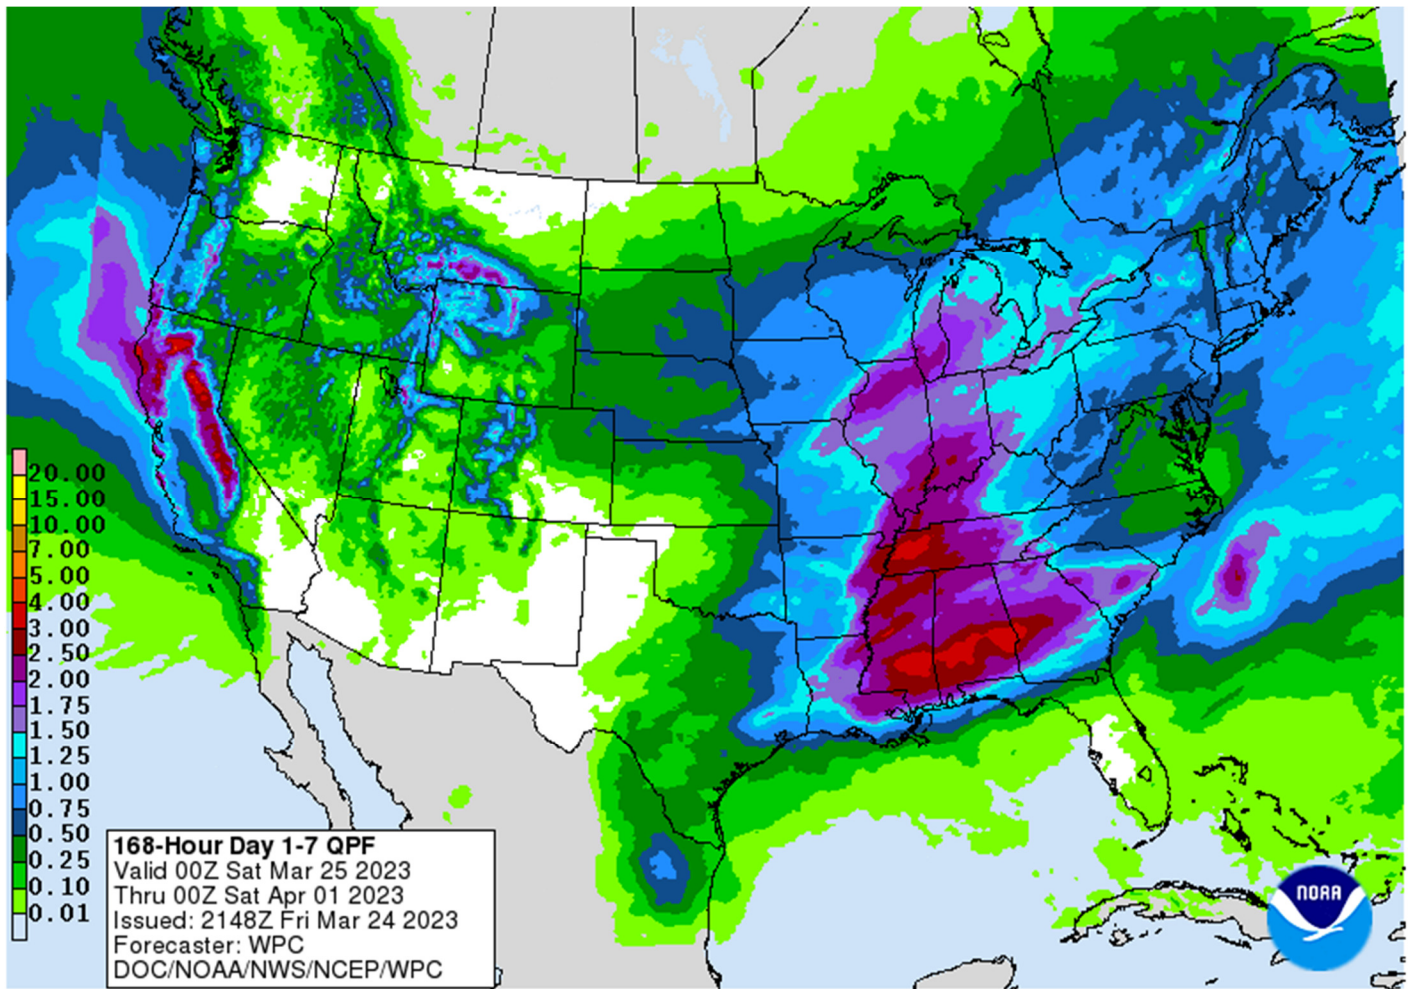 20.00
15.00
10.00
7.00
5.00
4.00
3.00
2.50
2.00
1.75
1.50
1.25
1.00
0.75
0.50
0.25
0.10
0.01
168-Hour Day 1-7 QPF
Valid 00Z Sat Mar 25 2023
Thru 00Z Sat Apr 01 2023
Issued: 2148Z Fri Mar 24 2023
Forecaster: WPC
DOC/NOAA/NWS/NCEP/WPC
NOAA